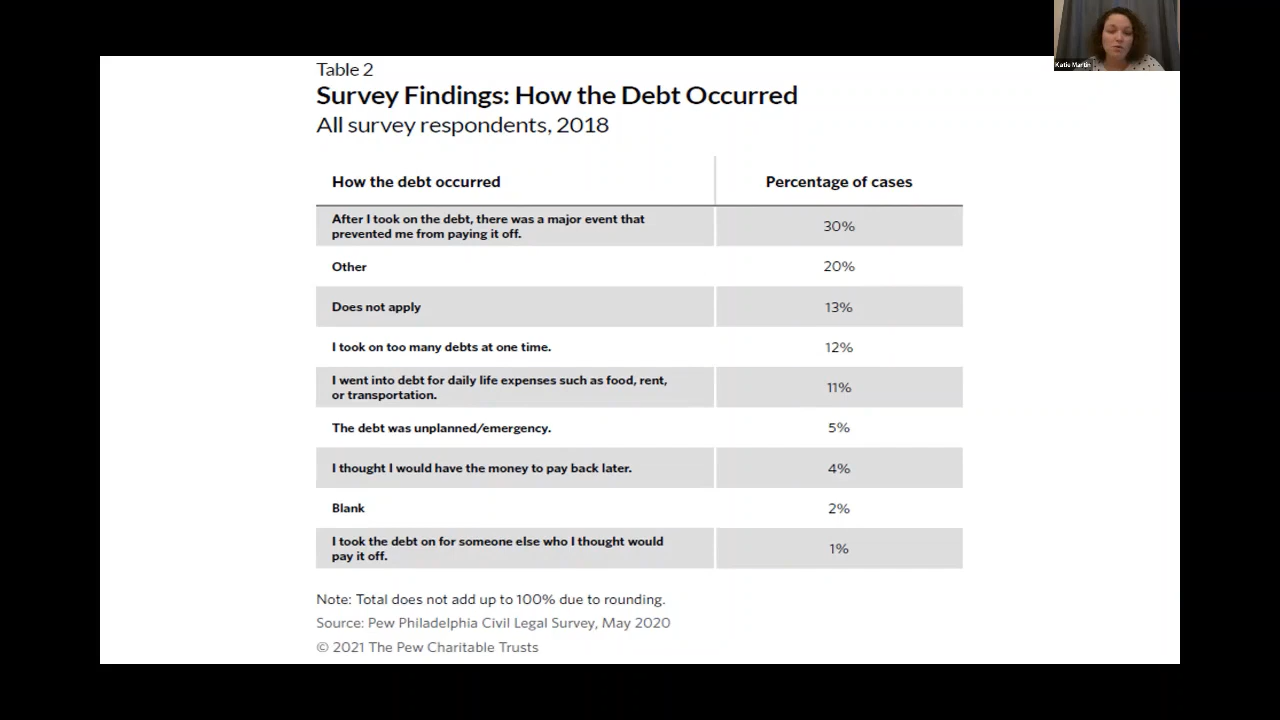 Katie Martin
Table 2
Survey Findings: How the Debt Occurred
All survey respondents, 2018
How the debt occurred Percentage of cases
After I took on the debt, there was a major event that
prevented me from paying it off. 30%
Other 20%
Does not apply 13%
I took on too many debts at one time. 12%
I went into debt for daily life expenses such as food, rent,
or transportation. 11%
The debt was unplanned/emergency. 5%
I thought I would have the money to pay back later. 4%
Blank 2%
I took the debt on for someone else who I thought would
pay it off. 1%
Note: Total does not add up to 100% due to rounding.
Source: Pew Philadelphia Civil Legal Survey, May 2020
© 2021 The Pew Charitable Trusts